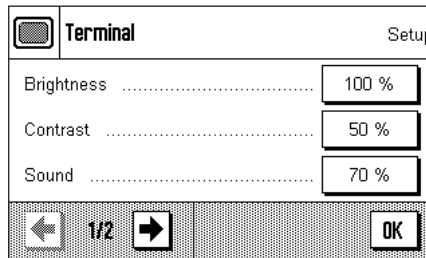 Terminal Setup
Brightness ........................................ 100 %
Contrast ........................................... 50 %
Sound ............................................. 70 %
1/2 OK